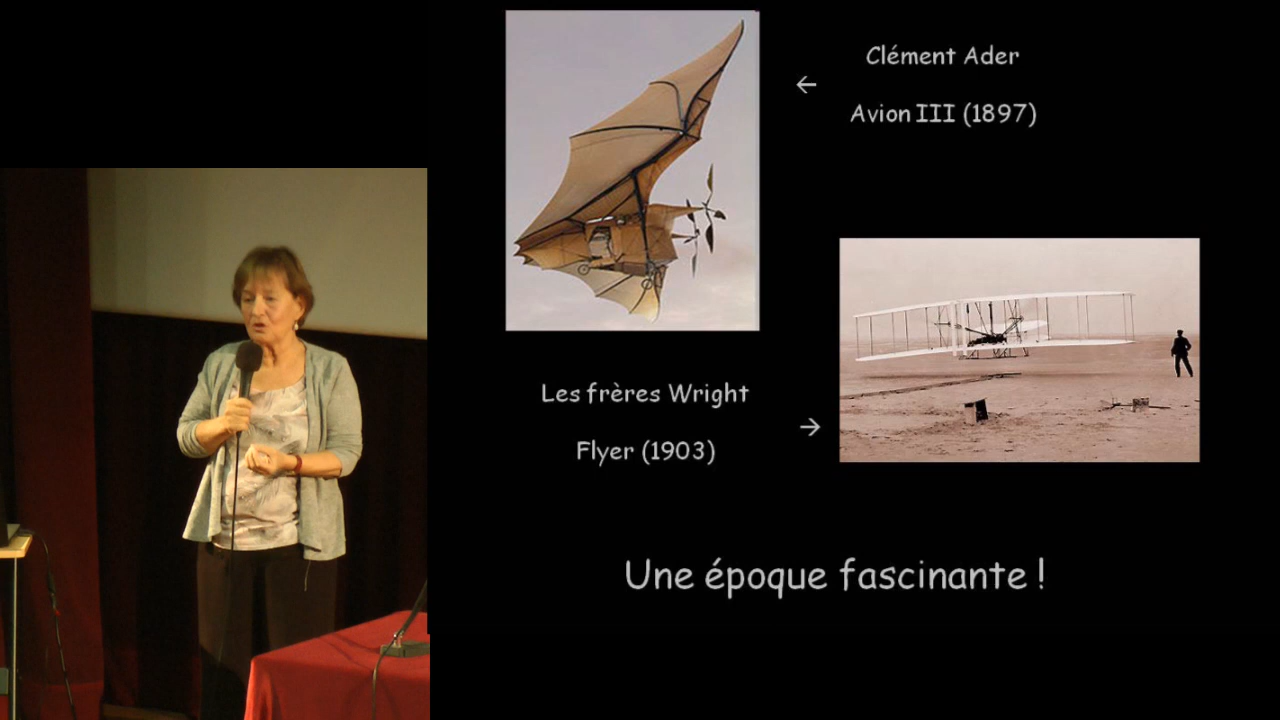 Clément Ader
←
Avion III (1897)
Les frères Wright
→
Flyer (1903)
Une époque fascinante !